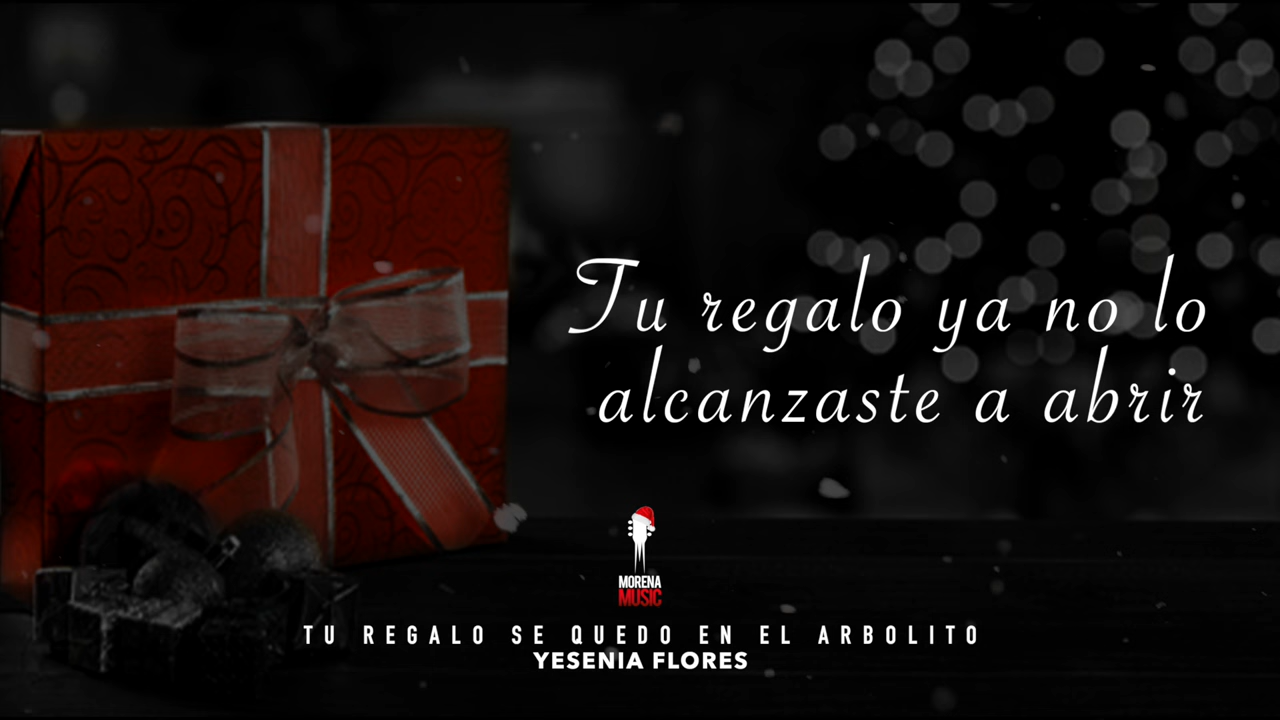 Tu regalo ya no lo
alcanzaste a abrir
MORENA
MUSIC
TU REGALO SE QUEDO EN EL ARBOLITO
YESENIA FLORES